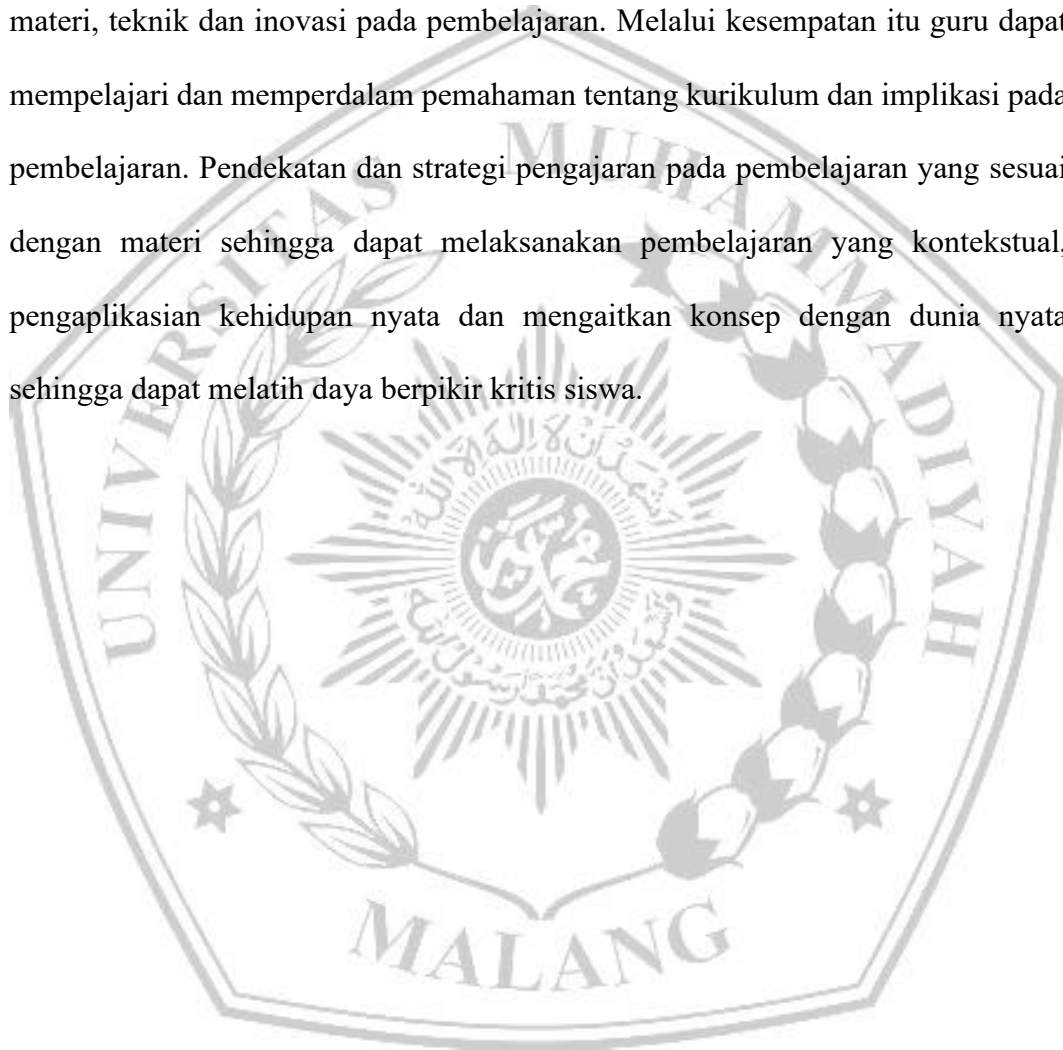 materi, teknik dan inovasi pada pembelajaran. Melalui kesempatan itu guru dapat
mempelajari dan memperdalam pemahaman tentang kurikulum dan implikasi pada
pembelajaran. Pendekatan dan strategi pengajaran pada pembelajaran yang sesuai
dengan materi sehingga dapat melaksanakan pembelajaran yang kontekstual,
pengaplikasian kehidupan nyata dan mengaitkan konsep dengan dunia nyata
sehingga dapat melatih daya berpikir kritis siswa.
UNIVERSITAS MUHAMMADIYAH
MALANG